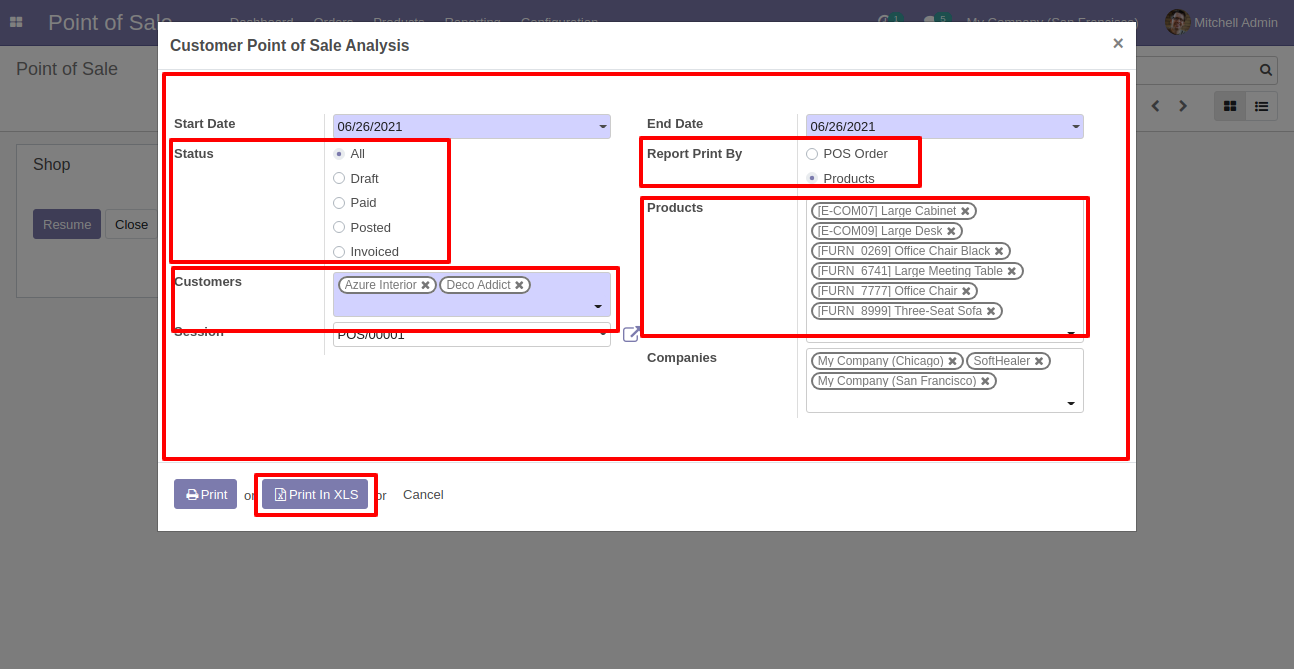 Point of Sale Dashboard Orders Products Reporting Configuration 1 5 My Company (San Francisco) Mitchell Admin
Customer Point of Sale Analysis ×
Point of Sale
Shop
Resume Close
Start Date 06/26/2021
End Date 06/26/2021
Status All
Draft
Paid
Posted
Invoiced
Report Print By POS Order
Products
Customers Azure Interior Deco Addict
Session POS/00001
Products [E-COM07] Large Cabinet
[E-COM09] Large Desk
[FURN_0269] Office Chair Black
[FURN_6741] Large Meeting Table
[FURN_7777] Office Chair
[FURN_8999] Three-Seat Sofa
Companies My Company (Chicago) SoftHealer
My Company (San Francisco)
Print or Print In XLS or Cancel